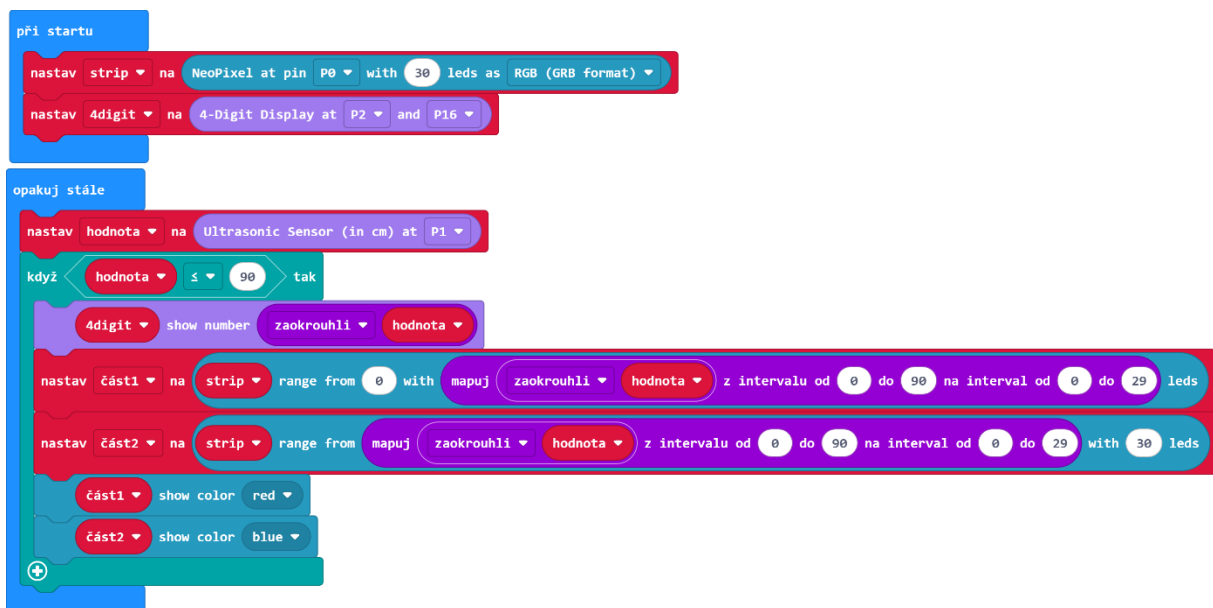 při startu
nastav strip na NeoPixel at pin P0 with 30 leds as RGB (GRB format)
nastav 4digit na 4-Digit Display at P2 and P16
opakuj stále
nastav hodnota na Ultrasonic Sensor (in cm) at P1
když hodnota ≤ 90 tak
4digit show number zaokrouhli hodnota
nastav část1 na strip range from 0 with mapuj zaokrouhli hodnota z intervalu od 0 do 90 na interval od 0 do 29 leds
nastav část2 na strip range from mapuj zaokrouhli hodnota z intervalu od 0 do 90 na interval od 0 do 29 with 30 leds
část1 show color red
část2 show color blue